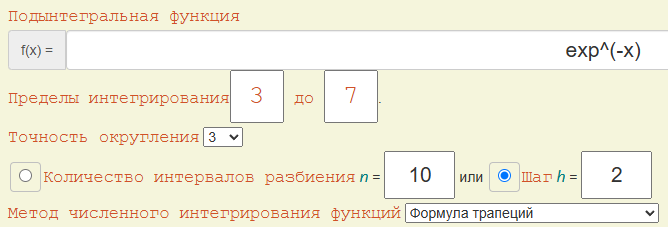 Подынтегральная функция
f(x) = exp^(-x)
Пределы интегрирования 3 до 7.
Точность округления 3
Количество интервалов разбиения n = 10 или Шаг h = 2
Метод численного интегрирования функций Формула трапеций